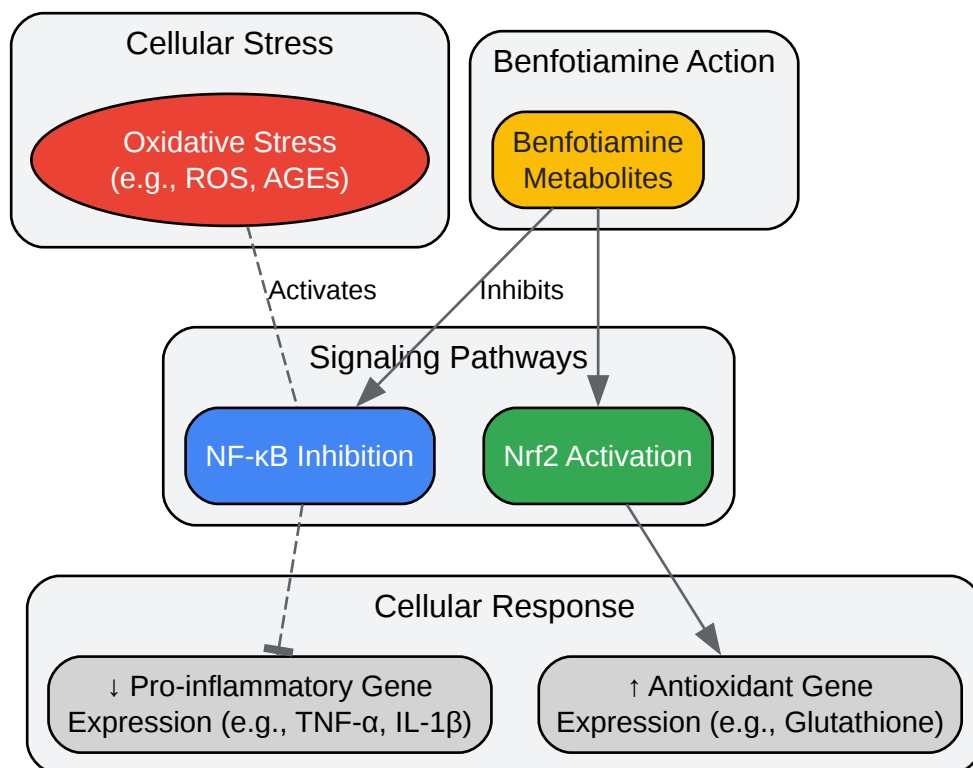 Cellular Stress
Oxidative Stress
(e.g., ROS, AGEs)
Benfotiamine Action
Benfotiamine
Metabolites
Activates
Inhibits
Signaling Pathways
NF-κB Inhibition
Nrf2 Activation
Cellular Response
↓ Pro-inflammatory Gene
Expression (e.g., TNF-α, IL-1β)
↑ Antioxidant Gene
Expression (e.g., Glutathione)